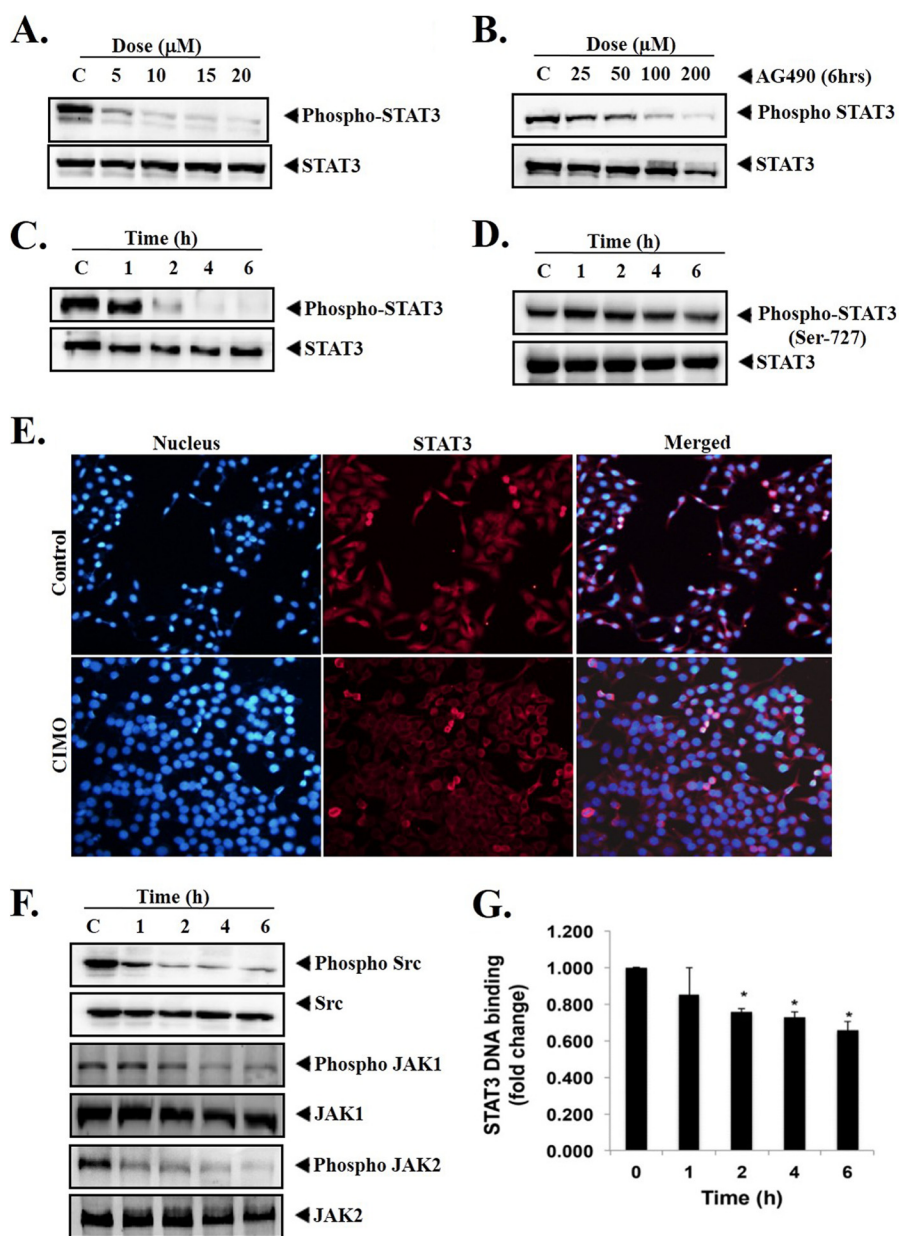 A.
Dose (μM)
C 5 10 15 20
Phospho-STAT3
STAT3
B.
Dose (μM)
C 25 50 100 200
AG490 (6hrs)
Phospho STAT3
STAT3
C.
Time (h)
C 1 2 4 6
Phospho-STAT3
STAT3
D.
Time (h)
C 1 2 4 6
Phospho-STAT3
(Ser-727)
STAT3
E.
Nucleus STAT3 Merged
Control
CIMO
F.
Time (h)
C 1 2 4 6
Phospho Src
Src
Phospho JAK1
JAK1
Phospho JAK2
JAK2
G.
STAT3 DNA binding
(fold change)
1.200
1.000
0.800
0.600
0.400
0.200
0.000
* * *
0 1 2 4 6
Time (h)